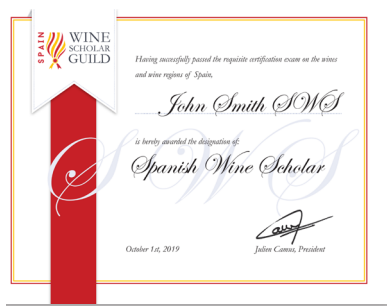 SPAIN
WINE
SCHOLAR
GUILD
Having successfully passed the requisite certification exam on the wines
and wine regions of Spain,
John Smith SWS
is hereby awarded the designation of:
Spanish Wine Scholar
SWS
October 1st, 2019
Julien Camus, President